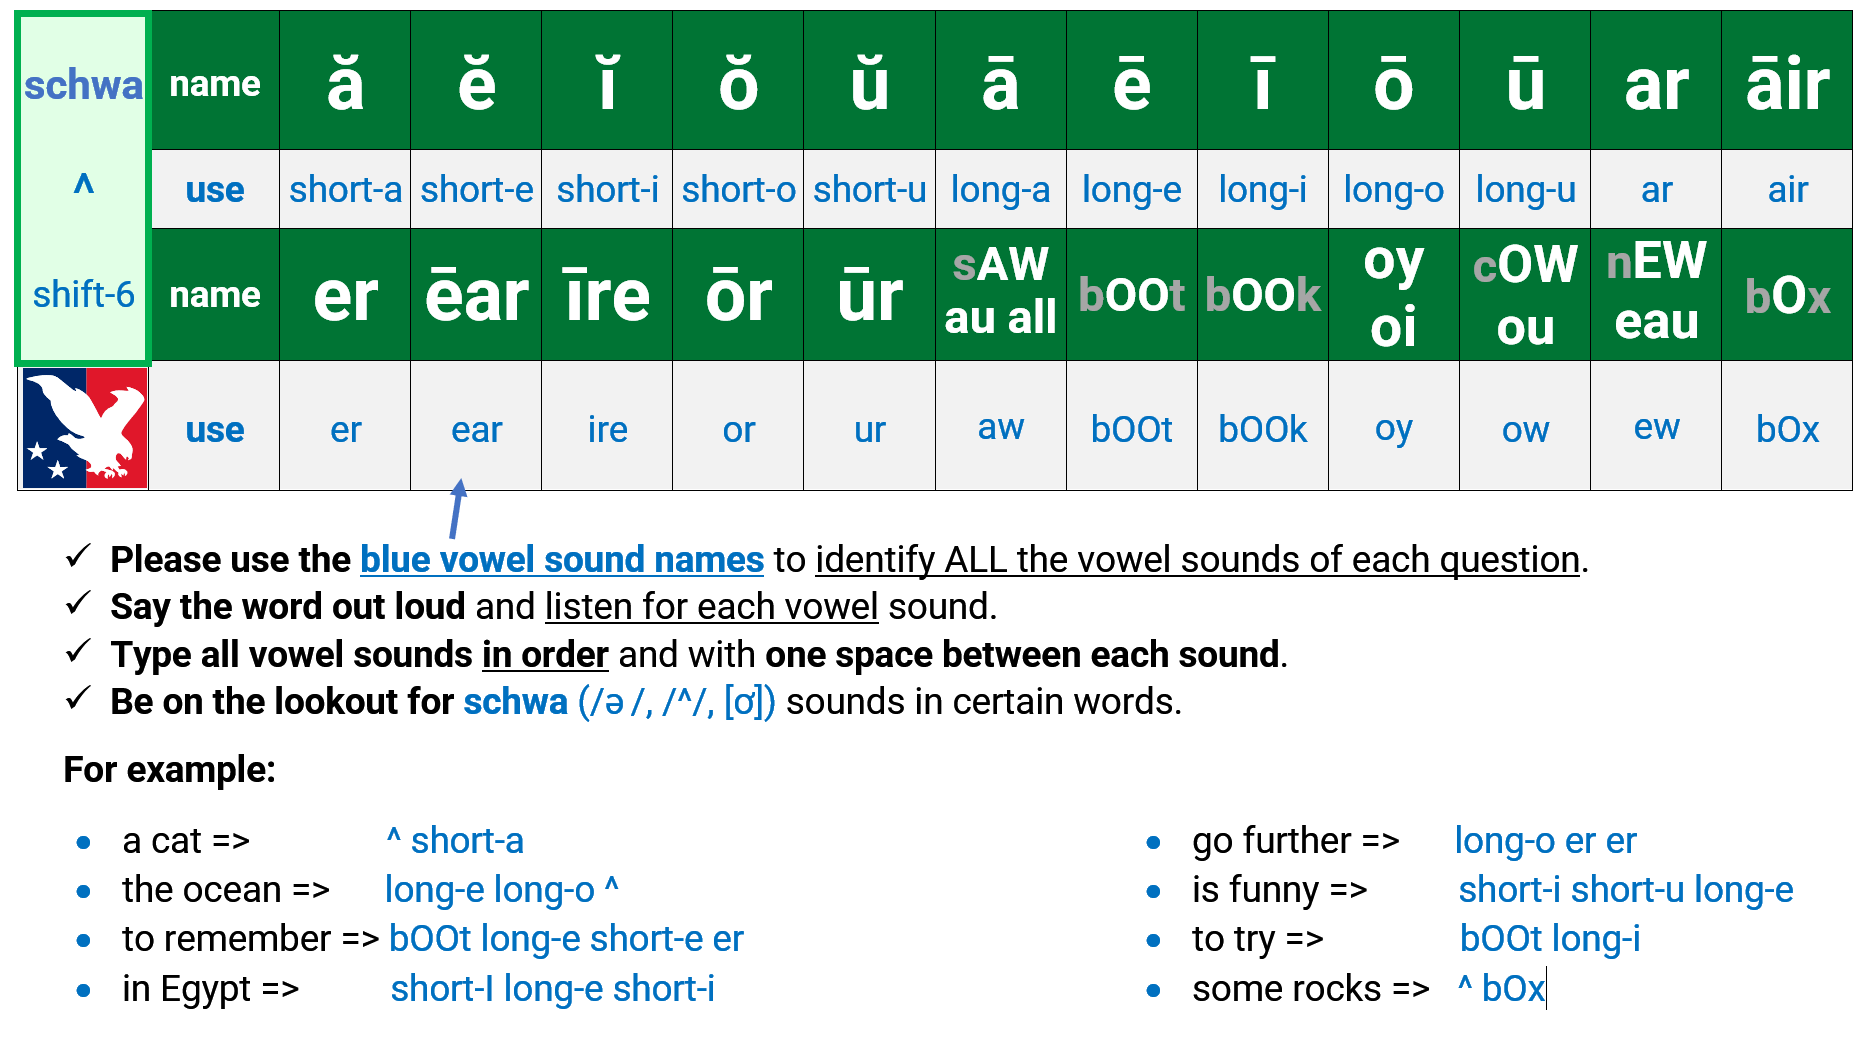 schwa name ă ĕ ĭ ŏ ŭ ā ē ī ō ū ar āir
^ use short-a short-e short-i short-o short-u long-a long-e long-i long-o long-u ar air
shift-6 name er ēar īre ōr ūr sAW au all bOOt bOOk oy oi cOW ou nEW eau bOx
use er ear ire or ur aw bOOt bOOk oy ow ew bOx
✓ Please use the blue vowel sound names to identify ALL the vowel sounds of each question.
✓ Say the word out loud and listen for each vowel sound.
✓ Type all vowel sounds in order and with one space between each sound.
✓ Be on the lookout for schwa (/ə /, /^/, [ơ]) sounds in certain words.
For example:
• a cat => ^ short-a
• the ocean => long-e long-o ^
• to remember => bOOt long-e short-e er
• in Egypt => short-I long-e short-i
• go further => long-o er er
• is funny => short-i short-u long-e
• to try => bOOt long-i
• some rocks => ^ bOx